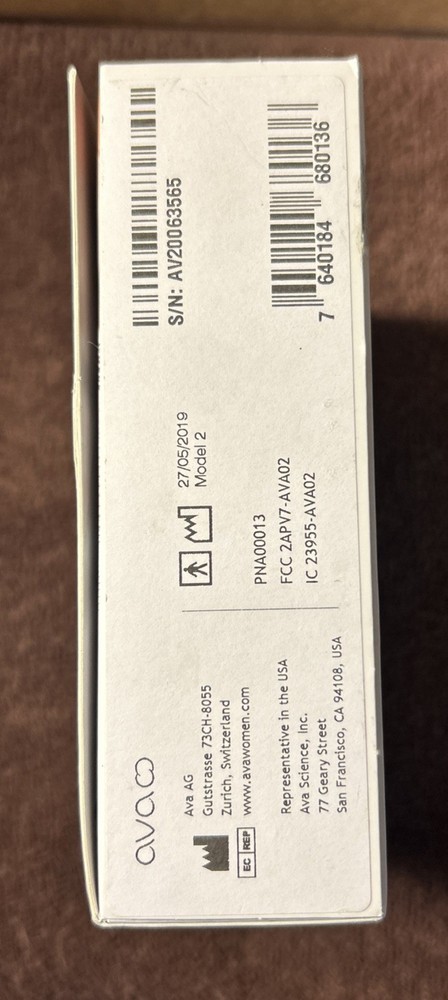 ava
Ava AG
Gutstrasse 73CH-8055
Zurich, Switzerland
EC REP
www.avawomen.com
Representative in the USA
Ava Science, Inc.
77 Geary Street
San Francisco, CA 94108, USA
27/05/2019
Model 2
PNA00013
FCC 2APV7-AVA02
IC 23955-AVA02
S/N: AV20063565
7 640184 680136